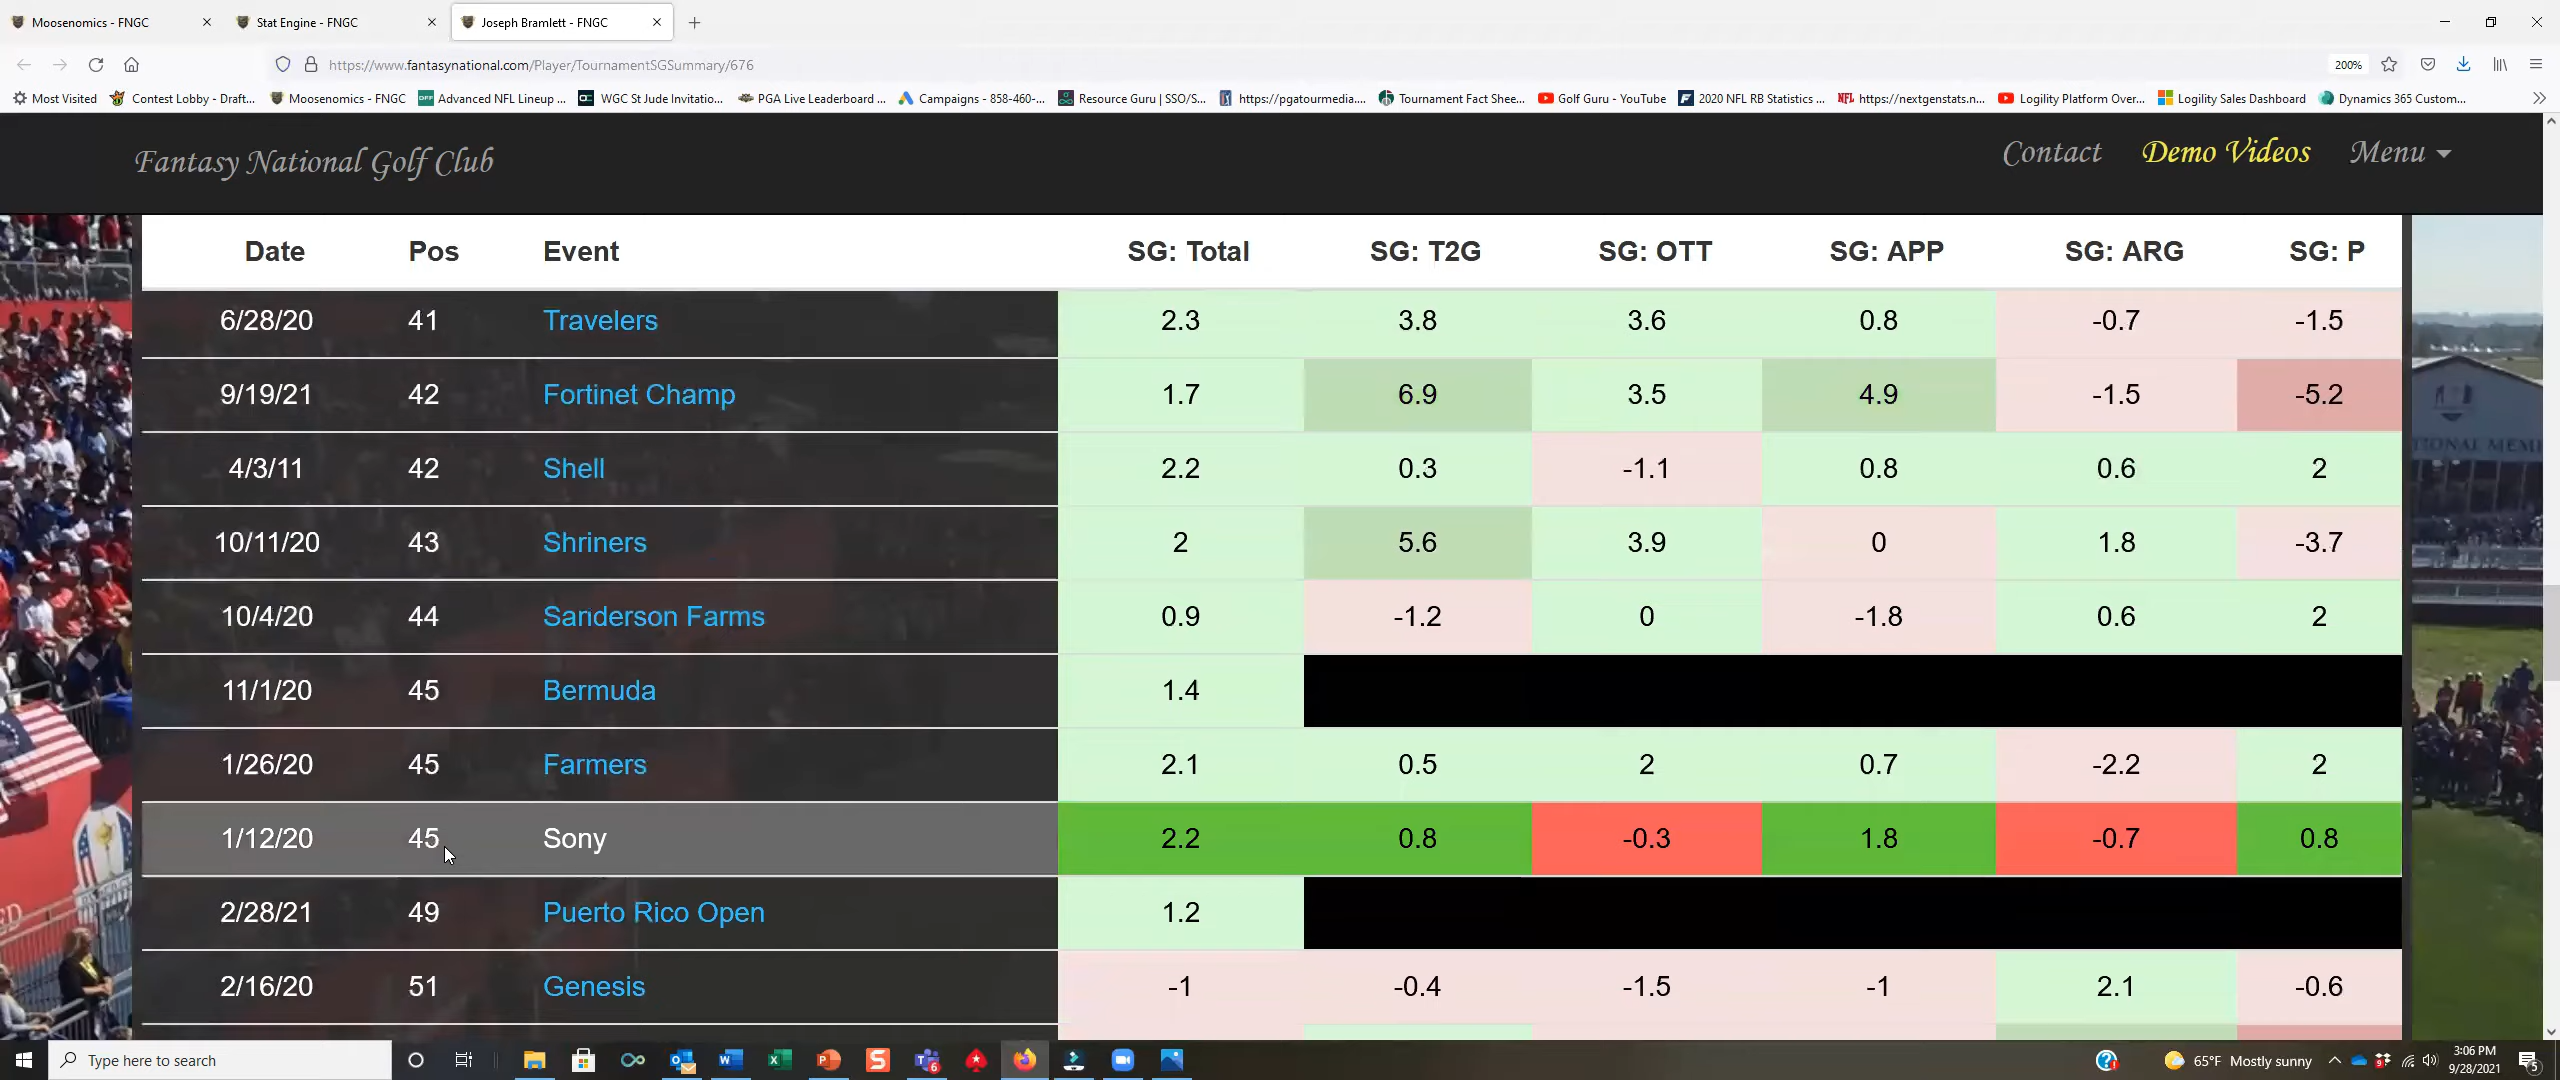 Moosenomics - FNGC
Stat Engine - FNGC
Joseph Bramlett - FNGC
https://www.fantasynational.com/Player/TournamentSGSummary/676
200%
Most Visited
Contest Lobby - Draft...
Moosenomics - FNGC
Advanced NFL Lineup ...
WGC St Jude Invitatio...
PGA Live Leaderboard ...
Campaigns - 858-460-...
Resource Guru | SSO/S...
https://pgatourmedia....
Tournament Fact Shee...
Golf Guru - YouTube
2020 NFL RB Statistics ...
https://nextgenstats.n...
Logility Platform Over...
Logility Sales Dashboard
Dynamics 365 Custom...
Fantasy National Golf Club
Contact Demo Videos Menu
Date Pos Event SG: Total SG: T2G SG: OTT SG: APP SG: ARG SG: P
6/28/20 41 Travelers 2.3 3.8 3.6 0.8 -0.7 -1.5
9/19/21 42 Fortinet Champ 1.7 6.9 3.5 4.9 -1.5 -5.2
4/3/11 42 Shell 2.2 0.3 -1.1 0.8 0.6 2
10/11/20 43 Shriners 2 5.6 3.9 0 1.8 -3.7
10/4/20 44 Sanderson Farms 0.9 -1.2 0 -1.8 0.6 2
11/1/20 45 Bermuda 1.4
1/26/20 45 Farmers 2.1 0.5 2 0.7 -2.2 2
1/12/20 45 Sony 2.2 0.8 -0.3 1.8 -0.7 0.8
2/28/21 49 Puerto Rico Open 1.2
2/16/20 51 Genesis -1 -0.4 -1.5 -1 2.1 -0.6
Type here to search
65°F Mostly sunny
3:06 PM
9/28/2021